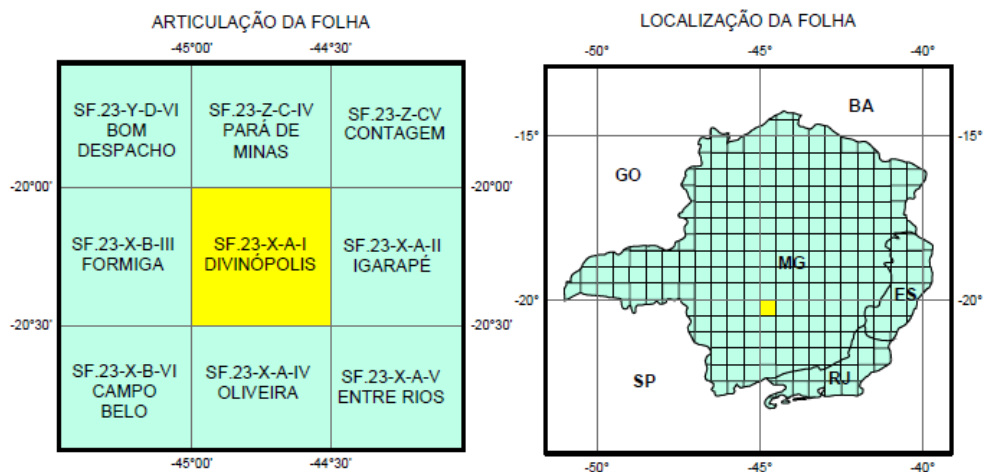 ARTICULAÇÃO DA FOLHA
-45°00' -44°30'
SF.23-Y-D-VI
BOM
DESPACHO
SF.23-Z-C-IV
PARÁ DE
MINAS
SF.23-Z-CV
CONTAGEM
-20°00' -20°00'
SF.23-X-B-III
FORMIGA
SF.23-X-A-I
DIVINÓPOLIS
SF.23-X-A-II
IGARAPÉ
-20°30' -20°30'
SF.23-X-B-VI
CAMPO
BELO
SF.23-X-A-IV
OLIVEIRA
SF.23-X-A-V
ENTRE RIOS
-45°00' -44°30'
LOCALIZAÇÃO DA FOLHA
-50° -45° -40°
BA
-15° -15°
GO
MG
ES
-20° -20°
SP
RJ
-50° -45° -40°